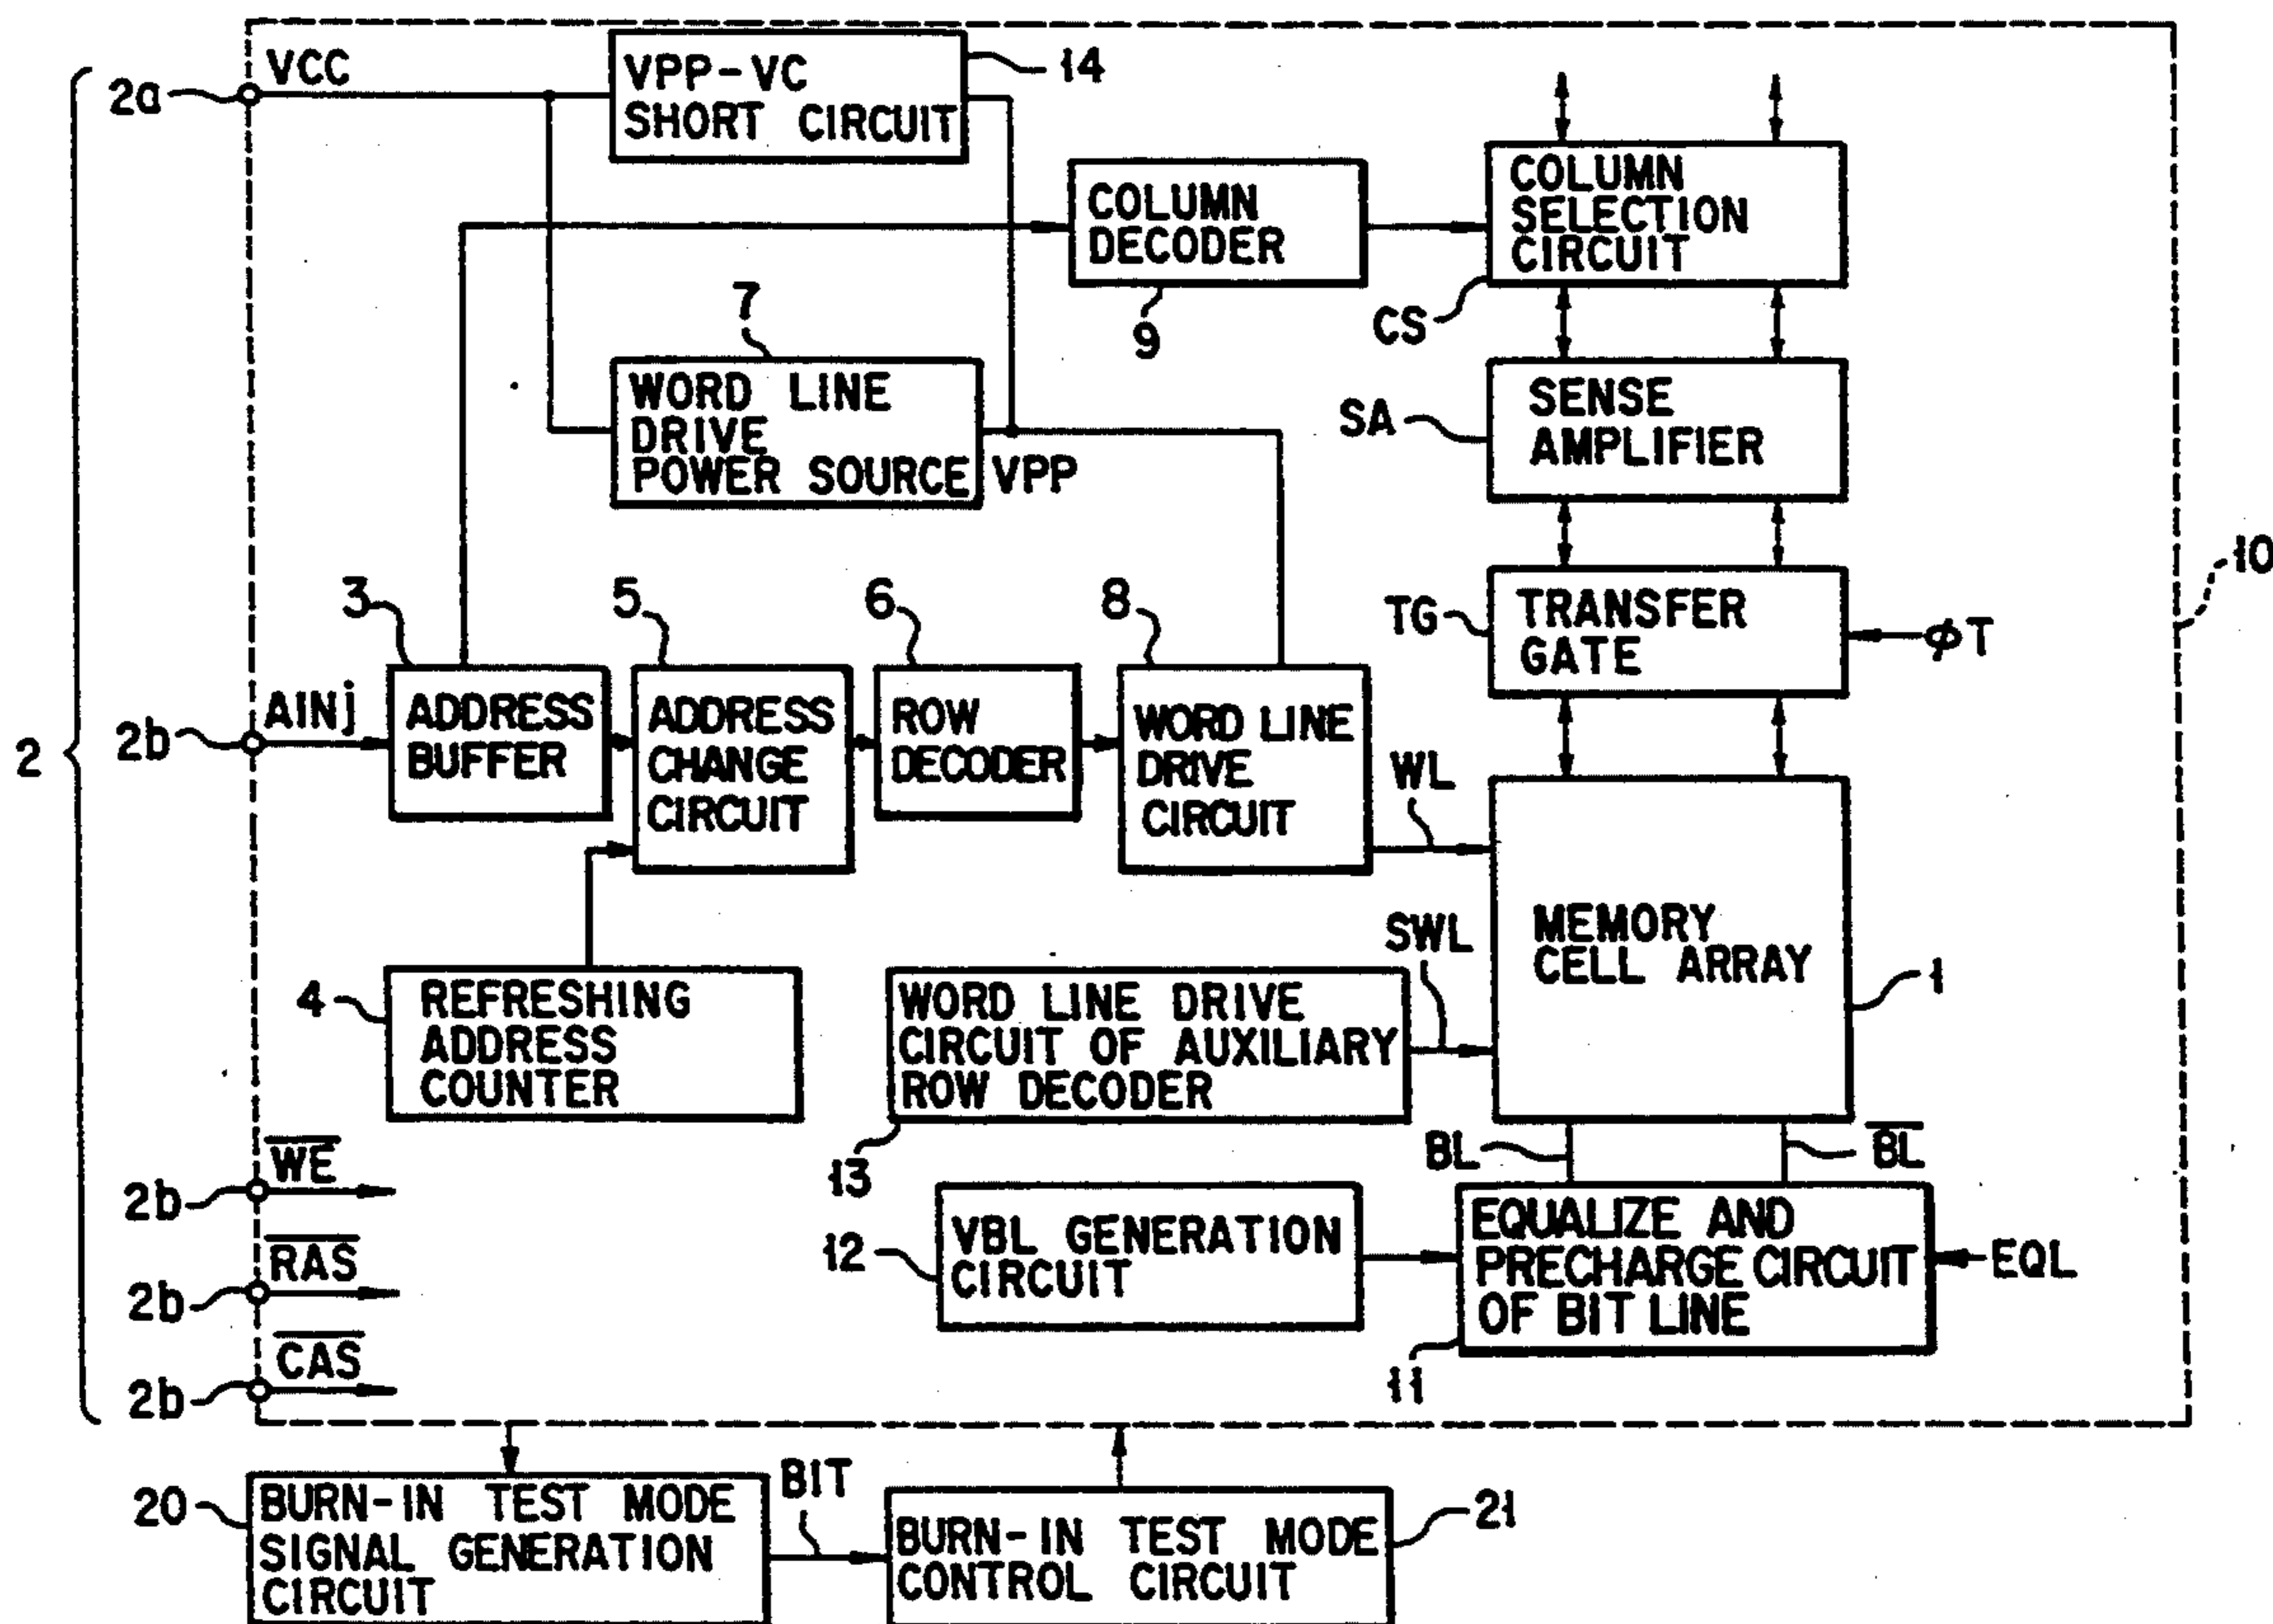 VCC
2a
VPP-VC
SHORT CIRCUIT
14
COLUMN
DECODER
9
COLUMN
SELECTION
CIRCUIT
CS
7
WORD LINE
DRIVE
POWER SOURCE
VPP
SENSE
AMPLIFIER
SA
10
TRANSFER
GATE
TG
φT
2
AINj
2b
3
ADDRESS
BUFFER
5
ADDRESS
CHANGE
CIRCUIT
6
ROW
DECODER
8
WORD LINE
DRIVE
CIRCUIT
WL
MEMORY
CELL ARRAY
1
SWL
4
REFRESHING
ADDRESS
COUNTER
WORD LINE DRIVE
CIRCUIT OF AUXILIARY
ROW DECODER
13
BL
B̅L̅
W̅E̅
2b
R̅A̅S̅
2b
C̅A̅S̅
2b
12
VBL GENERATION
CIRCUIT
EQUALIZE AND
PRECHARGE CIRCUIT
OF BIT LINE
EQL
11
20
BURN-IN TEST MODE
SIGNAL GENERATION
CIRCUIT
BIT
BURN-IN TEST MODE
CONTROL CIRCUIT
21